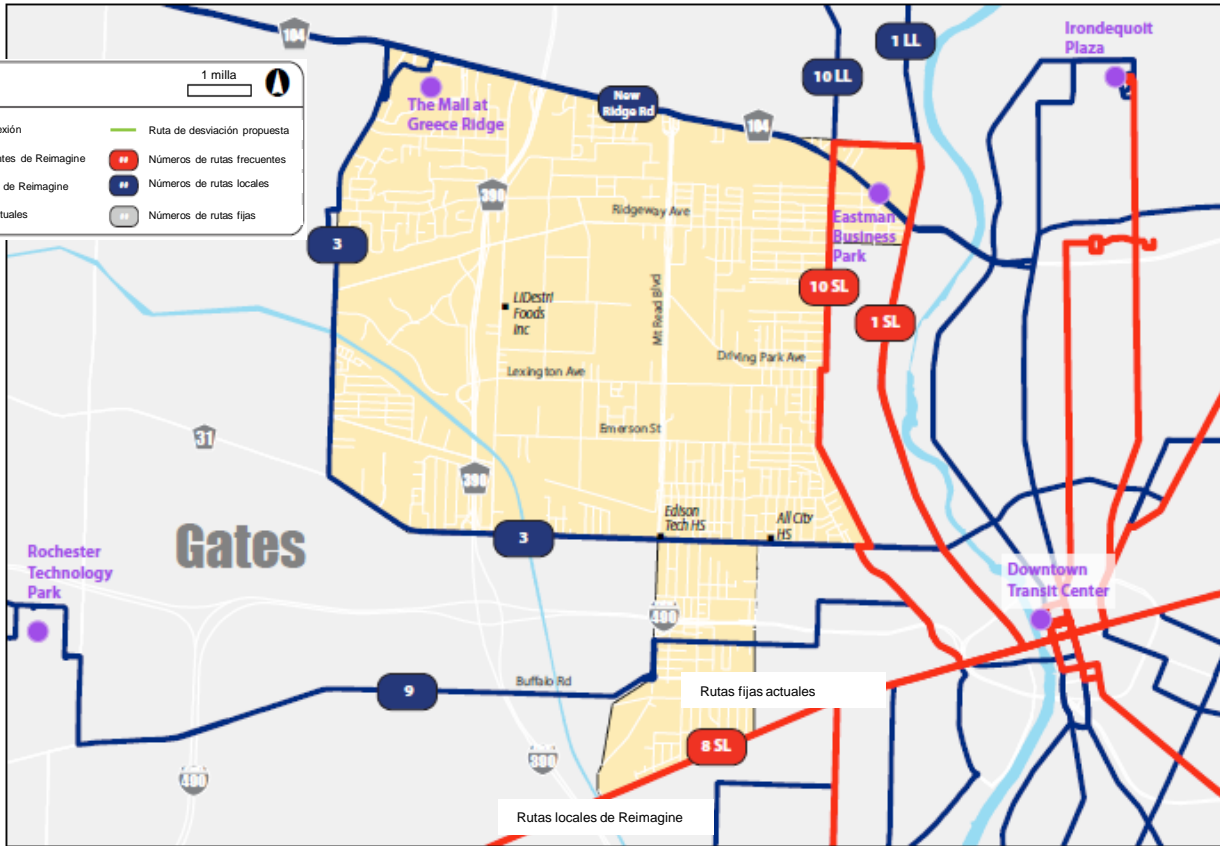 104
1 LL
Irondequoit
Plaza
1 milla
10 LL
The Mall at
Greece Ridge
New
Ridge Rd
104
exión
Ruta de desviación propuesta
ntes de Reimagine
## Números de rutas frecuentes
de Reimagine
## Números de rutas locales
tuales
## Números de rutas fijas
390
Ridgeway Ave
Eastman
Business
Park
3
10 SL
LiDestri
Foods
Inc
Mt Read Blvd
1 SL
Driving Park Ave
Lexington Ave
Emerson St
31
390
Edison
Tech HS
All City
HS
3
Gates
Rochester
Technology
Park
Downtown
Transit Center
490
Buffalo Rd
9
Rutas fijas actuales
8 SL
390
490
Rutas locales de Reimagine